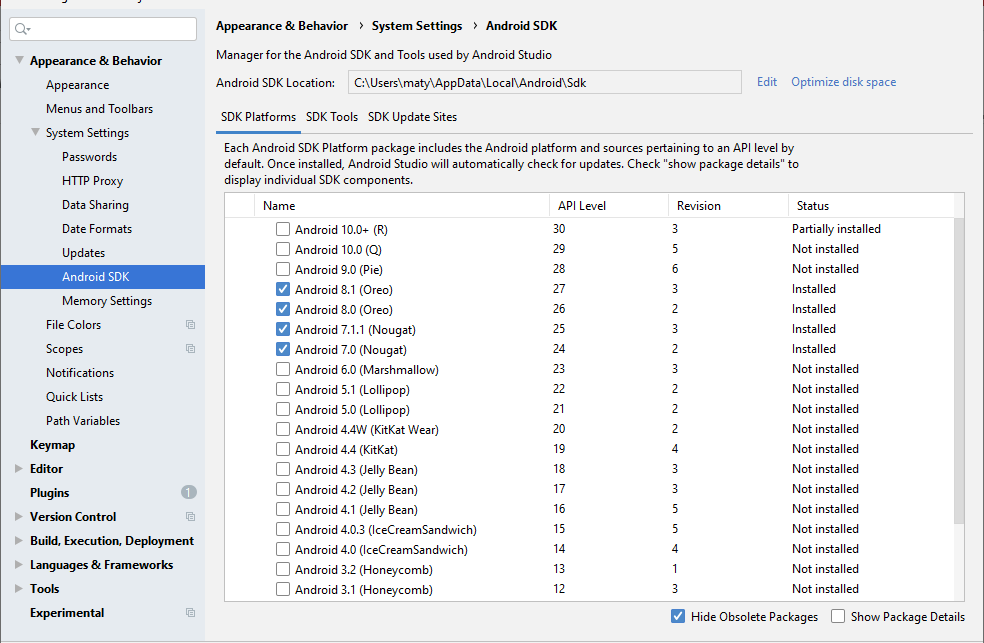 Appearance & Behavior
Appearance
Menus and Toolbars
System Settings
Passwords
HTTP Proxy
Data Sharing
Date Formats
Updates
Android SDK
Memory Settings
File Colors
Scopes
Notifications
Quick Lists
Path Variables
Keymap
Editor
Plugins 1
Version Control
Build, Execution, Deployment
Languages & Frameworks
Tools
Experimental
Appearance & Behavior › System Settings › Android SDK
Manager for the Android SDK and Tools used by Android Studio
Android SDK Location: C:\Users\maty\AppData\Local\Android\Sdk Edit Optimize disk space
SDK Platforms SDK Tools SDK Update Sites
Each Android SDK Platform package includes the Android platform and sources pertaining to an API level by
default. Once installed, Android Studio will automatically check for updates. Check "show package details" to
display individual SDK components.
Name API Level Revision Status
Android 10.0+ (R) 30 3 Partially installed
Android 10.0 (Q) 29 5 Not installed
Android 9.0 (Pie) 28 6 Not installed
Android 8.1 (Oreo) 27 3 Installed
Android 8.0 (Oreo) 26 2 Installed
Android 7.1.1 (Nougat) 25 3 Installed
Android 7.0 (Nougat) 24 2 Installed
Android 6.0 (Marshmallow) 23 3 Not installed
Android 5.1 (Lollipop) 22 2 Not installed
Android 5.0 (Lollipop) 21 2 Not installed
Android 4.4W (KitKat Wear) 20 2 Not installed
Android 4.4 (KitKat) 19 4 Not installed
Android 4.3 (Jelly Bean) 18 3 Not installed
Android 4.2 (Jelly Bean) 17 3 Not installed
Android 4.1 (Jelly Bean) 16 5 Not installed
Android 4.0.3 (IceCreamSandwich) 15 5 Not installed
Android 4.0 (IceCreamSandwich) 14 4 Not installed
Android 3.2 (Honeycomb) 13 1 Not installed
Android 3.1 (Honeycomb) 12 3 Not installed
Hide Obsolete Packages Show Package Details